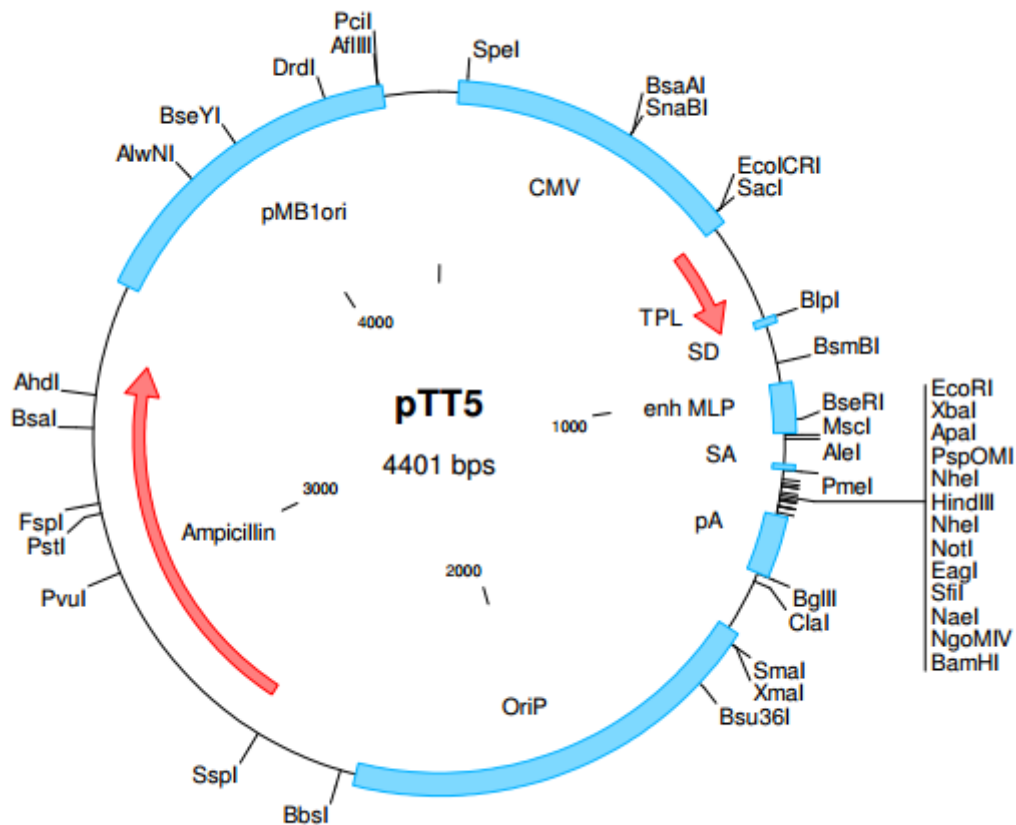 PciI
AflIII
DrdI
BseYI
AlwNI
pMB1ori
SpeI
BsaAI
SnaBI
EcoICRI
SacI
CMV
4000
TPL
SD
BlpI
BsmBI
pTT5
4401 bps
1000
enh MLP
BseRI
MscI
AleI
SA
PmeI
pA
EcoRI
XbaI
ApaI
PspOMI
NheI
HindIII
NheI
NotI
EagI
SfiI
NaeI
NgoMIV
BamHI
AhdI
BsaI
3000
FspI
PstI
Ampicillin
PvuI
2000
BglII
ClaI
SmaI
XmaI
Bsu36I
OriP
SspI
BbsI